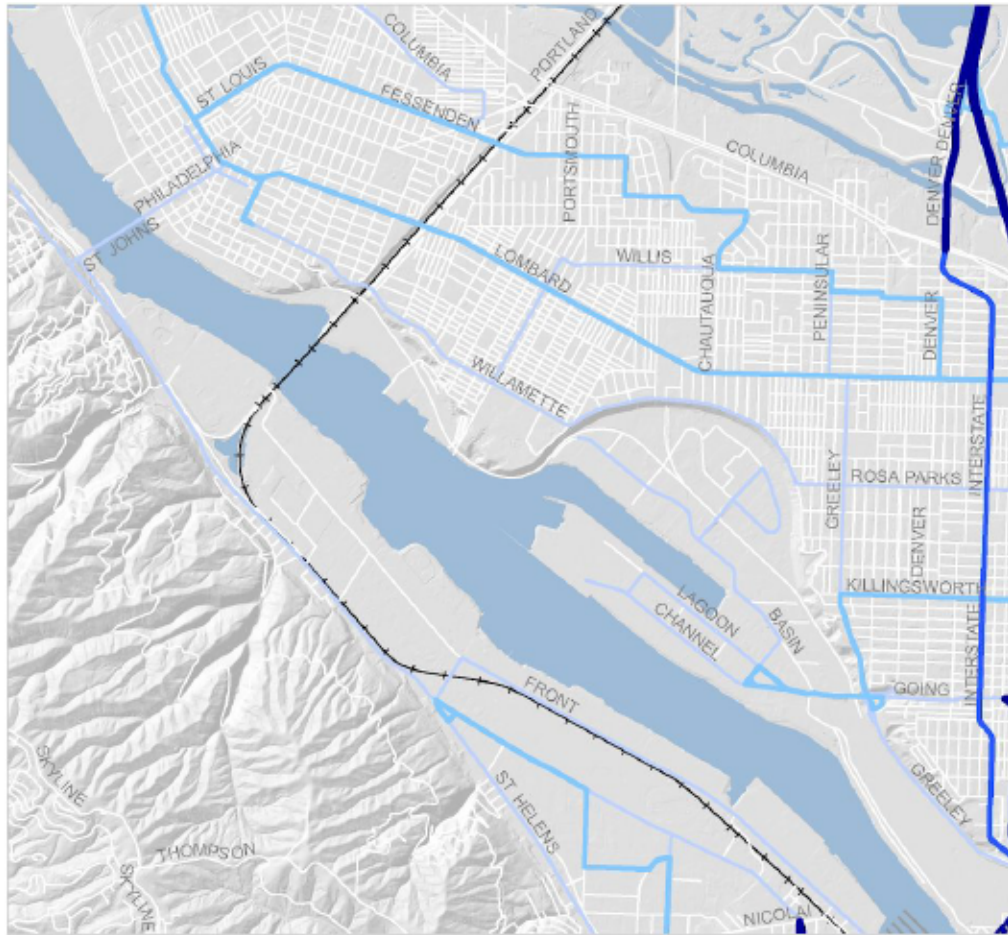 COLUMBIA
PORTLAND
ST LOUIS
FESSENDEN
PORTSMOUTH
COLUMBIA
DENVER
DENVER
PHILADELPHIA
ST JOHNS
LOMBARD
WILLIS
CHAUTAUQUA
PENINSULAR
DENVER
WILLAMETTE
INTERSTATE
GREELEY
ROSA PARKS
DENVER
KILLINGSWORTH
LAGOON
CHANNEL
BASIN
INTERSTATE
GOING
FRONT
GREELEY
SKYLINE
ST HELENS
THOMPSON
SKYLINE
NICOLAI